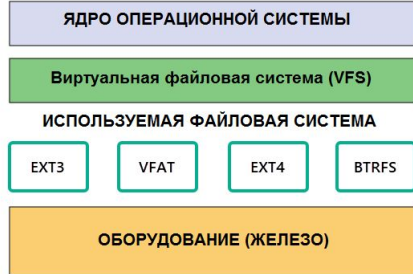 ЯДРО ОПЕРАЦИОННОЙ СИСТЕМЫ
Виртуальная файловая система (VFS)
ИСПОЛЬЗУЕМАЯ ФАЙЛОВАЯ СИСТЕМА
EXT3 VFAT EXT4 BTRFS
ОБОРУДОВАНИЕ (ЖЕЛЕЗО)